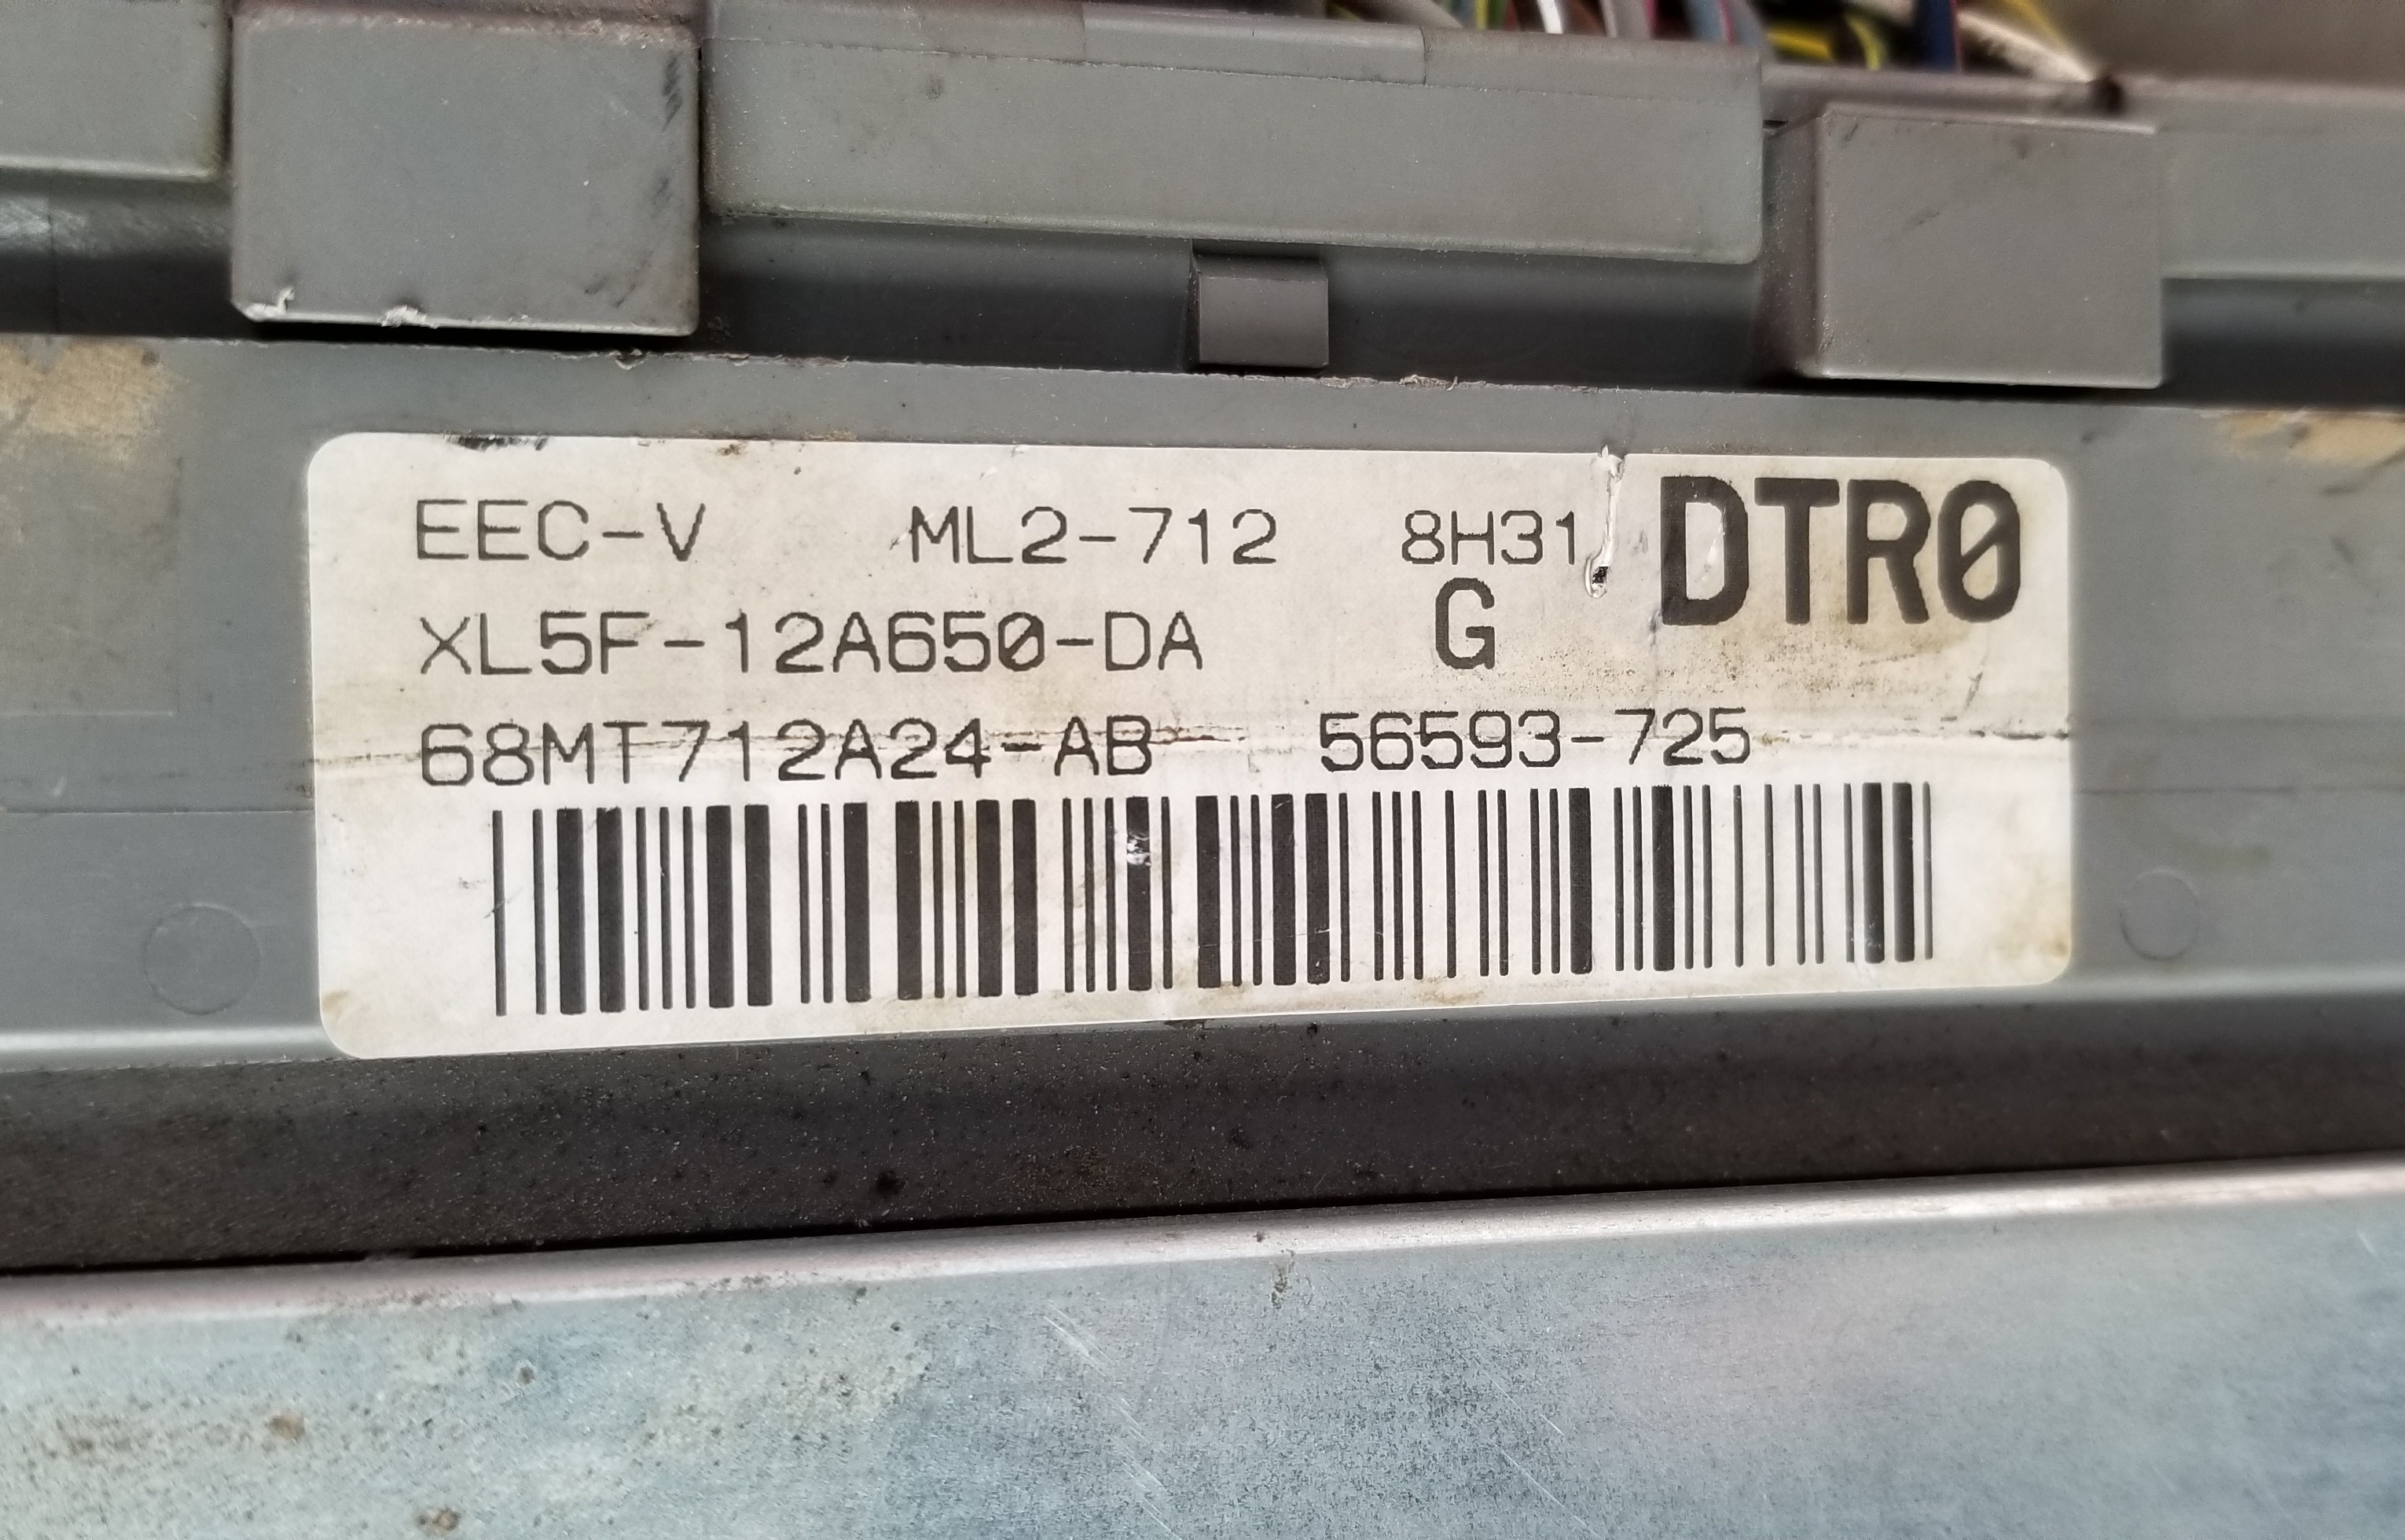 EEC-V ML2-712 8H31 DTR0
XL5F-12A650-DA G
68MT712A24-AB 56593-725